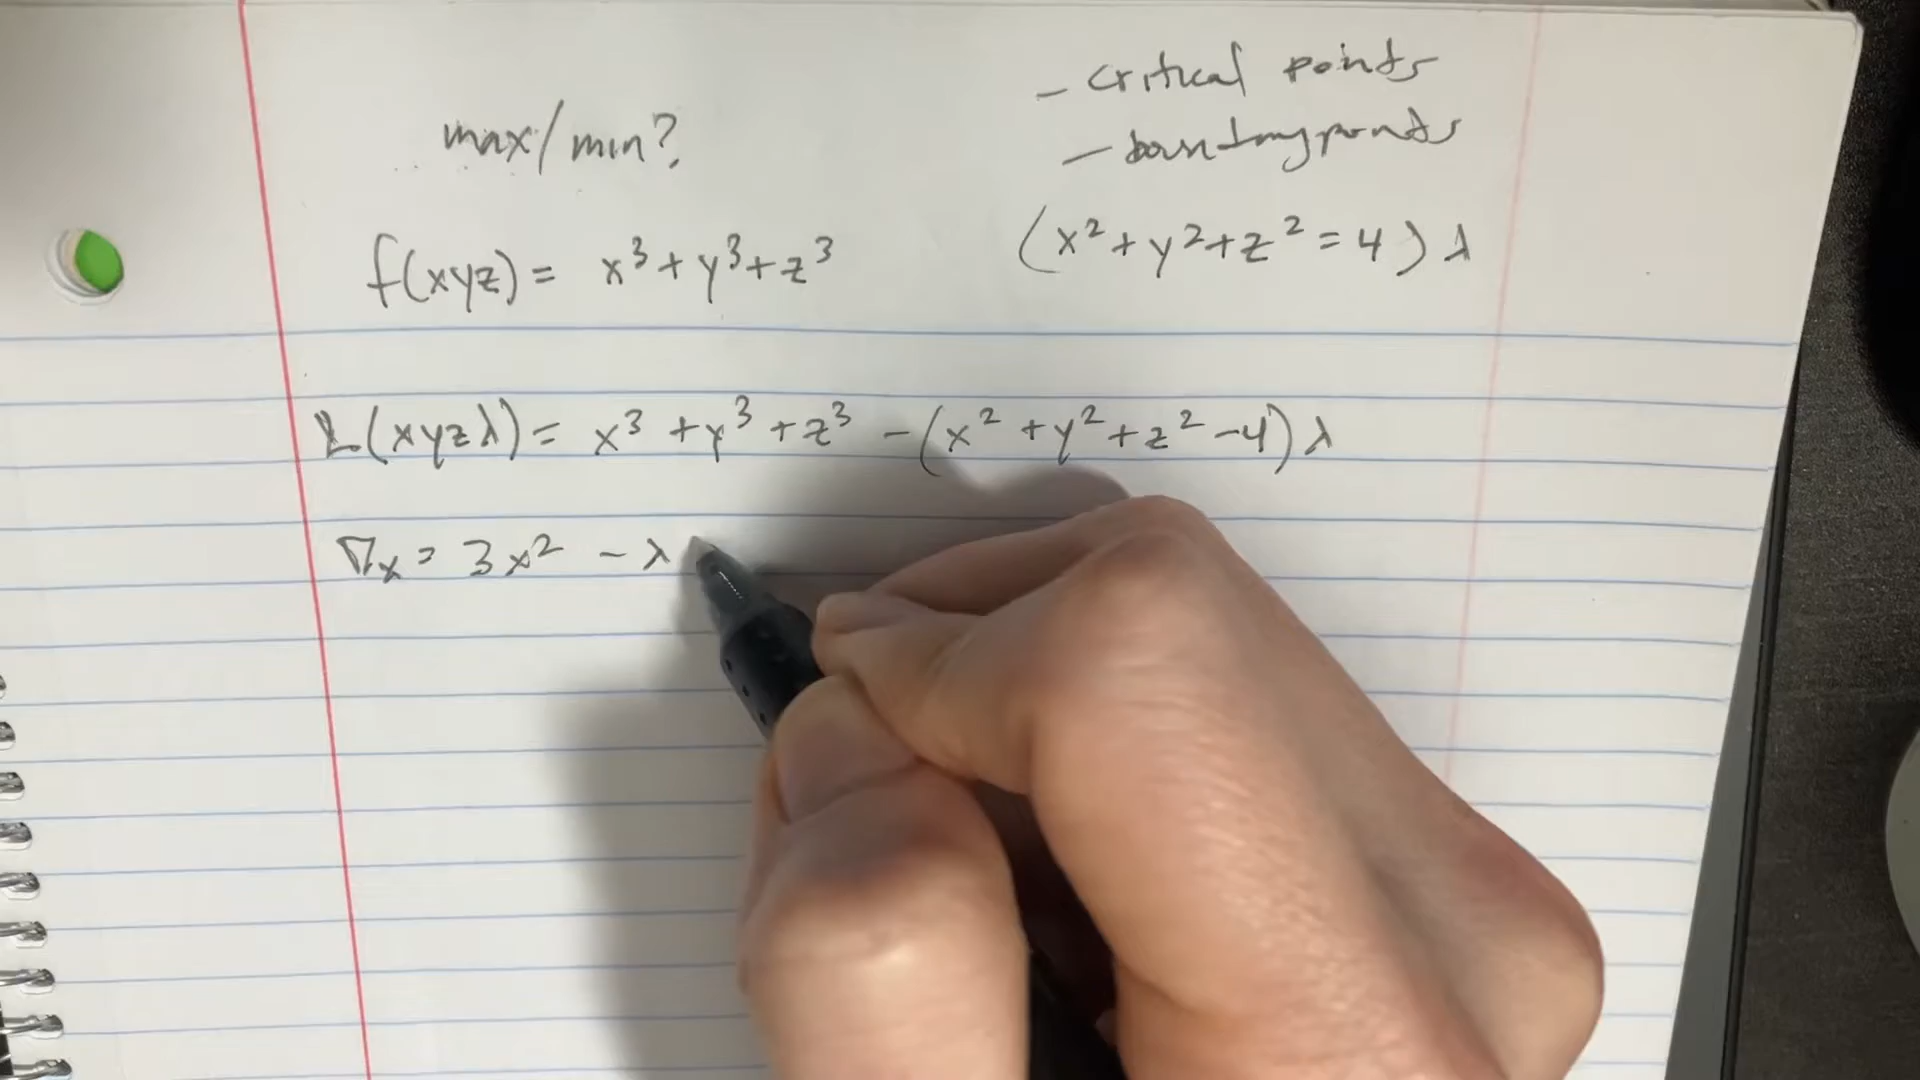 max/min?
- critical points
- boundary points
f(xyz) = x³+y³+z³
(x²+y²+z²=4)λ
L(xyzλ) = x³+y³+z³ -(x²+y²+z²-4)λ
∇x = 3x² - λ